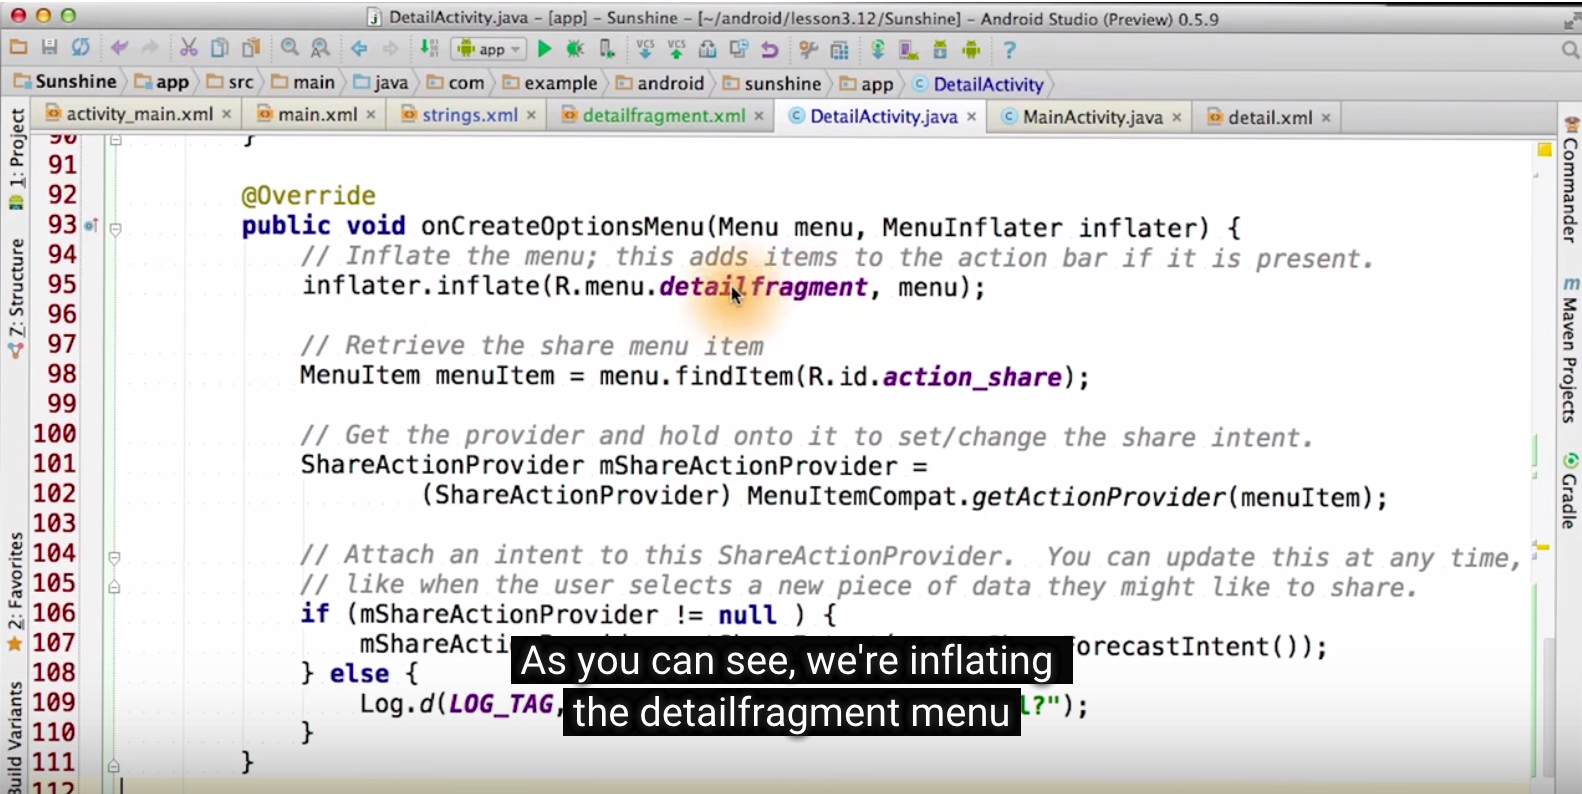 DetailActivity.java – [app] – Sunshine – [~/android/lesson3.12/Sunshine] – Android Studio (Preview) 0.5.9
app
VCS VCS
?
Sunshine app src main java com example android sunshine app DetailActivity
activity_main.xml main.xml strings.xml detailfragment.xml DetailActivity.java MainActivity.java detail.xml
1: Project
7: Structure
2: Favorites
Build Variants
90 }
91
92 @Override
93 public void onCreateOptionsMenu(Menu menu, MenuInflater inflater) {
94 // Inflate the menu; this adds items to the action bar if it is present.
95 inflater.inflate(R.menu.detailfragment, menu);
96
97 // Retrieve the share menu item
98 MenuItem menuItem = menu.findItem(R.id.action_share);
99
100 // Get the provider and hold onto it to set/change the share intent.
101 ShareActionProvider mShareActionProvider =
102 (ShareActionProvider) MenuItemCompat.getActionProvider(menuItem);
103
104 // Attach an intent to this ShareActionProvider.  You can update this at any time,
105 // like when the user selects a new piece of data they might like to share.
106 if (mShareActionProvider != null ) {
107 mShareActi orecastIntent());
108 } else {
109 Log.d(LOG_TAG, l?");
110 }
111 }
112
As you can see, we're inflating
the detailfragment menu
Commander
m Maven Projects
Gradle